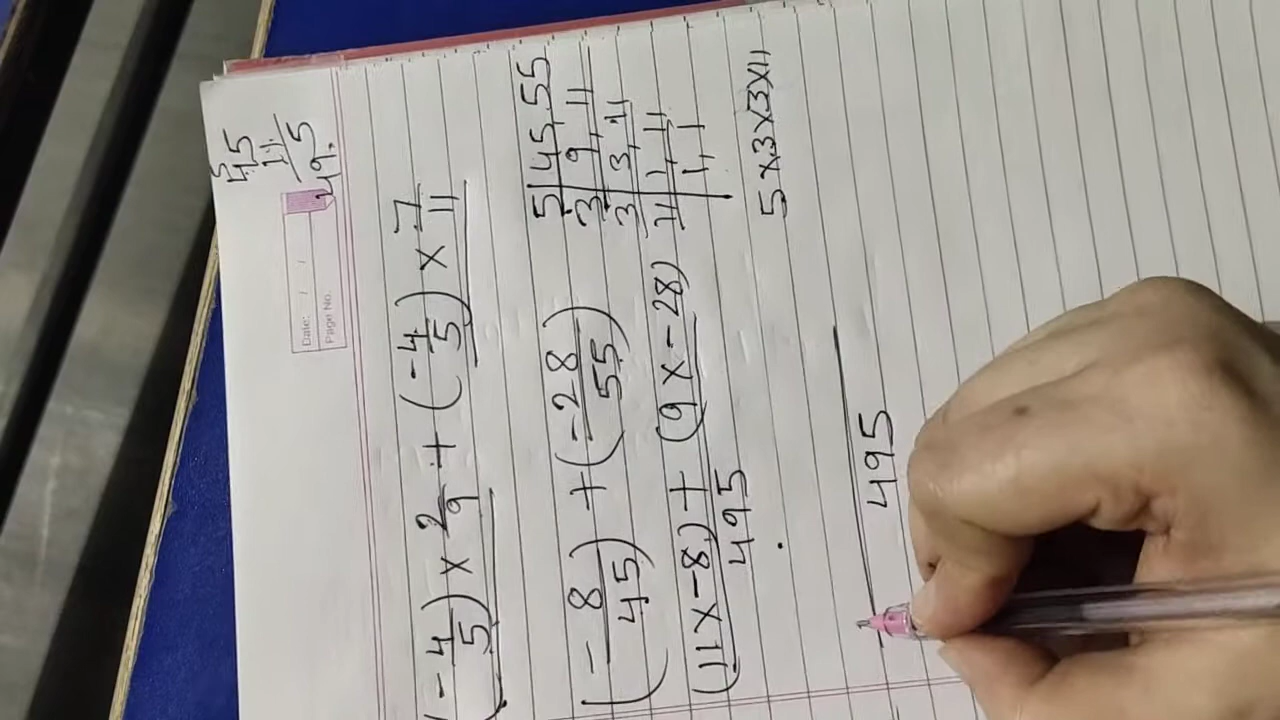 45
11
495
Date: / /
Page No.
(-4/5) × 2/9 + (-4/5) × 7/11
(-8/45) + (-28/55)
5|45,55
3|9,11
3|3,11
11|1,11
1,1
(11×-8) + (9×-28)
495
5×3×3×11
495